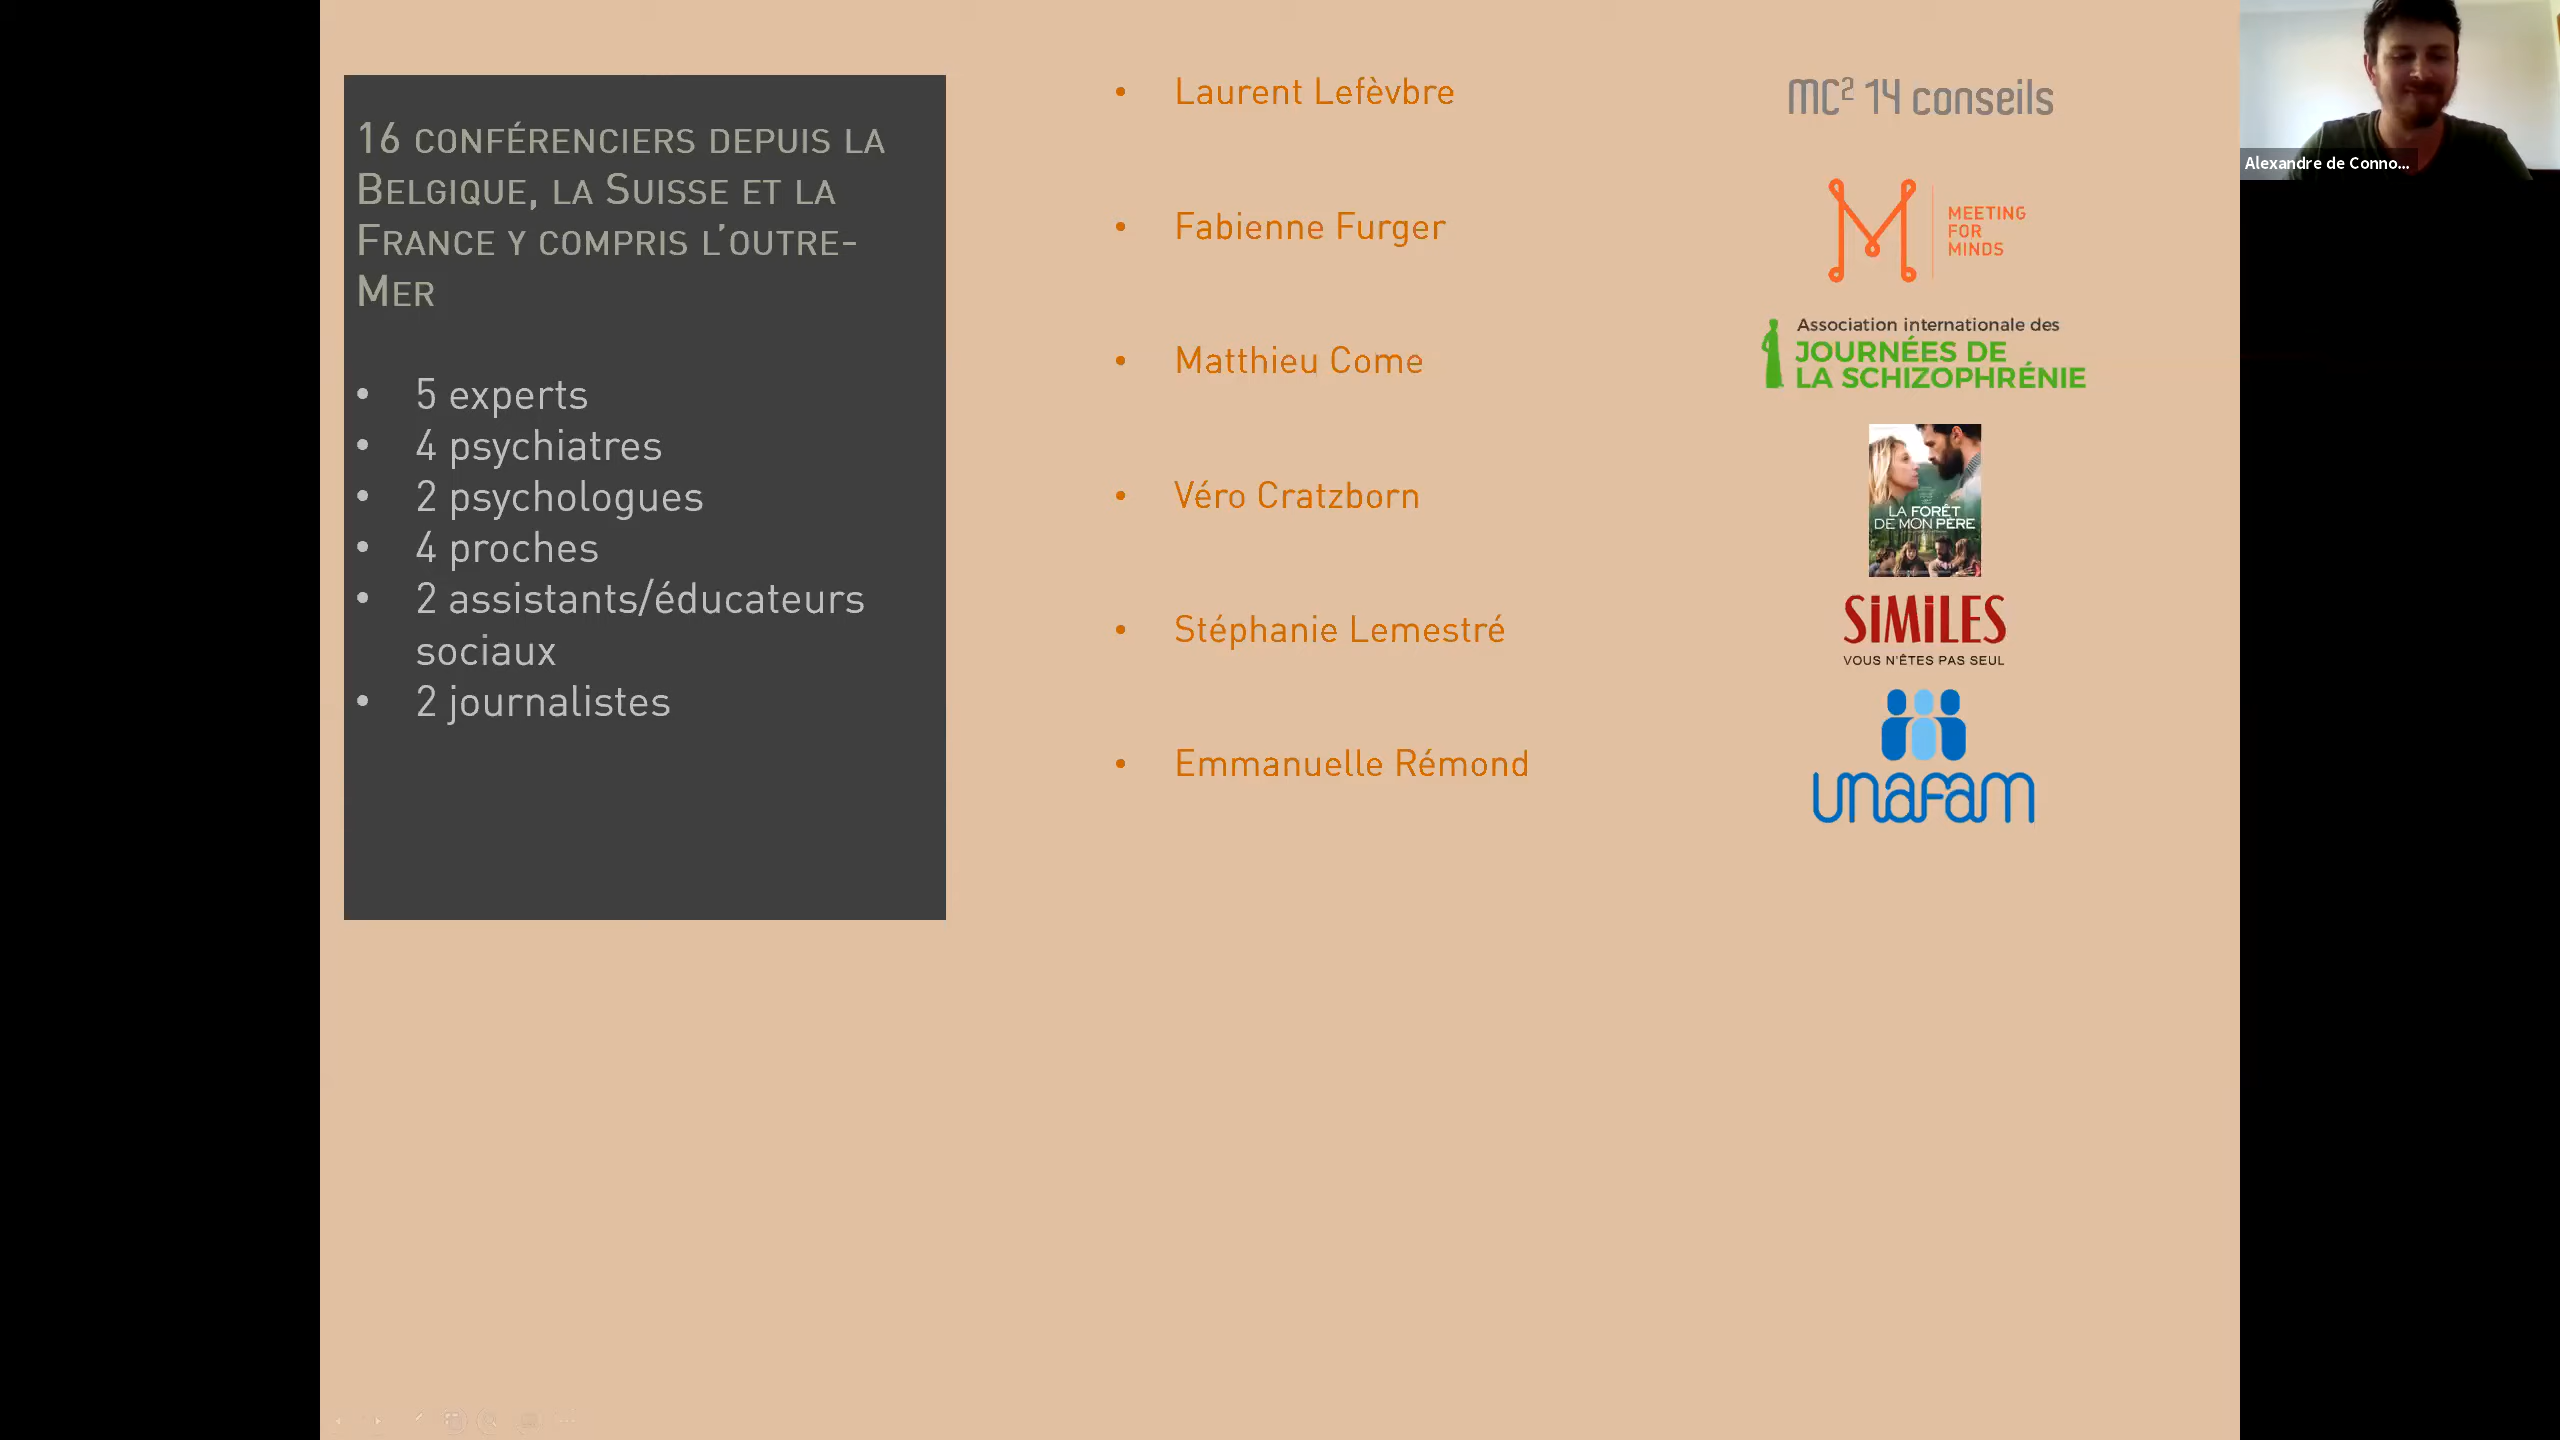 16 CONFÉRENCIERS DEPUIS LA
BELGIQUE, LA SUISSE ET LA
FRANCE Y COMPRIS L’OUTRE-
MER
• 5 experts
• 4 psychiatres
• 2 psychologues
• 4 proches
• 2 assistants/éducateurs
sociaux
• 2 journalistes
• Laurent Lefèvbre
• Fabienne Furger
• Matthieu Come
• Véro Cratzborn
• Stéphanie Lemestré
• Emmanuelle Rémond
MC² 14 conseils
MEETING
FOR
MINDS
Association internationale des
JOURNÉES DE
LA SCHIZOPHRÉNIE
LA FORÊT
DE MON PÈRE
SiMiLES
VOUS N'ÊTES PAS SEUL
unafam
Alexandre de Conno...